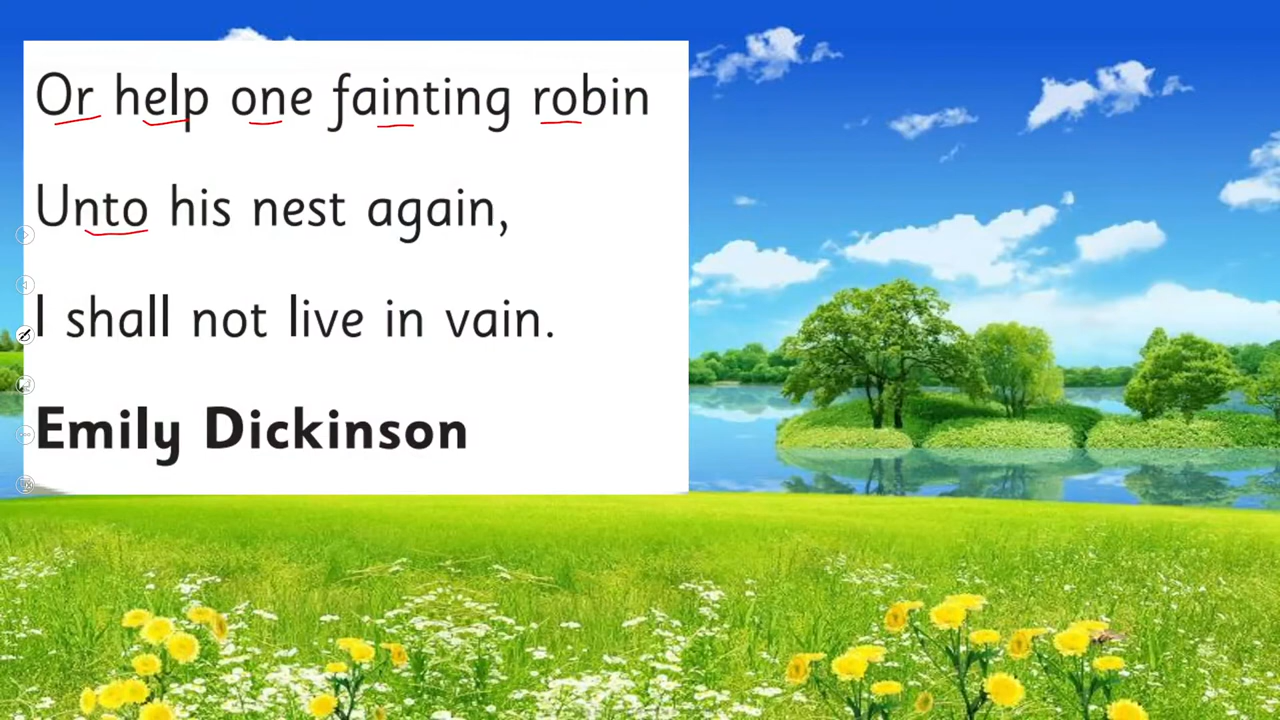 Or help one fainting robin
Unto his nest again,
I shall not live in vain.
Emily Dickinson